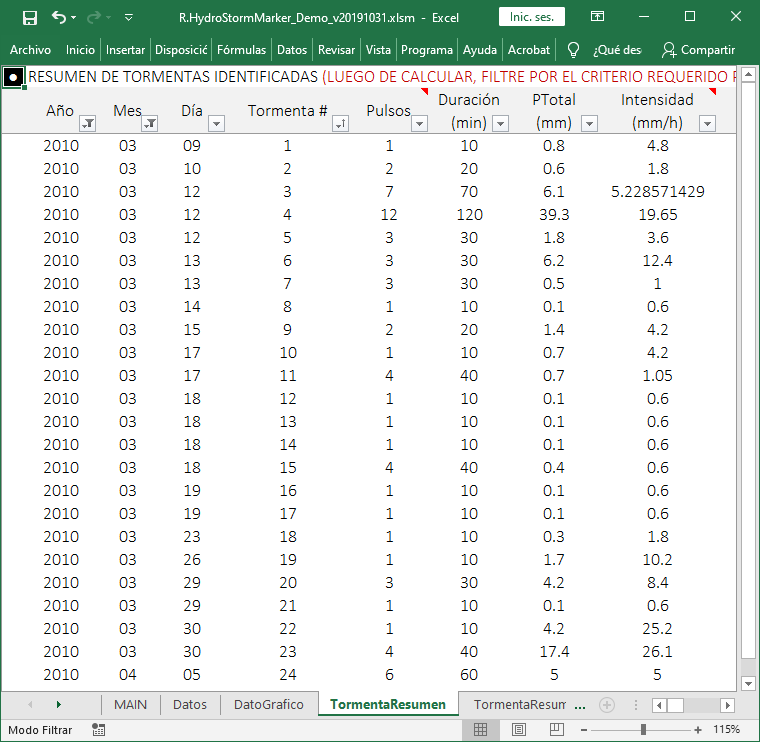 R.HydroStormMarker_Demo_v20191031.xlsm - Excel
Inic. ses.
Archivo Inicio Insertar Disposició Fórmulas Datos Revisar Vista Programa Ayuda Acrobat ¿Qué des Compartir
RESUMEN DE TORMENTAS IDENTIFICADAS (LUEGO DE CALCULAR, FILTRE POR EL CRITERIO REQUERIDO
Año Mes Día Tormenta # Pulsos Duración (min) PTotal (mm) Intensidad (mm/h)
2010 03 09 1 1 10 0.8 4.8
2010 03 10 2 2 20 0.6 1.8
2010 03 12 3 7 70 6.1 5.228571429
2010 03 12 4 12 120 39.3 19.65
2010 03 12 5 3 30 1.8 3.6
2010 03 13 6 3 30 6.2 12.4
2010 03 13 7 3 30 0.5 1
2010 03 14 8 1 10 0.1 0.6
2010 03 15 9 2 20 1.4 4.2
2010 03 17 10 1 10 0.7 4.2
2010 03 17 11 4 40 0.7 1.05
2010 03 18 12 1 10 0.1 0.6
2010 03 18 13 1 10 0.1 0.6
2010 03 18 14 1 10 0.1 0.6
2010 03 18 15 4 40 0.4 0.6
2010 03 19 16 1 10 0.1 0.6
2010 03 19 17 1 10 0.1 0.6
2010 03 23 18 1 10 0.3 1.8
2010 03 26 19 1 10 1.7 10.2
2010 03 29 20 3 30 4.2 8.4
2010 03 29 21 1 10 0.1 0.6
2010 03 30 22 1 10 4.2 25.2
2010 03 30 23 4 40 17.4 26.1
2010 04 05 24 6 60 5 5
MAIN Datos DatoGrafico TormentaResumen TormentaResum ...
Modo Filtrar 115%